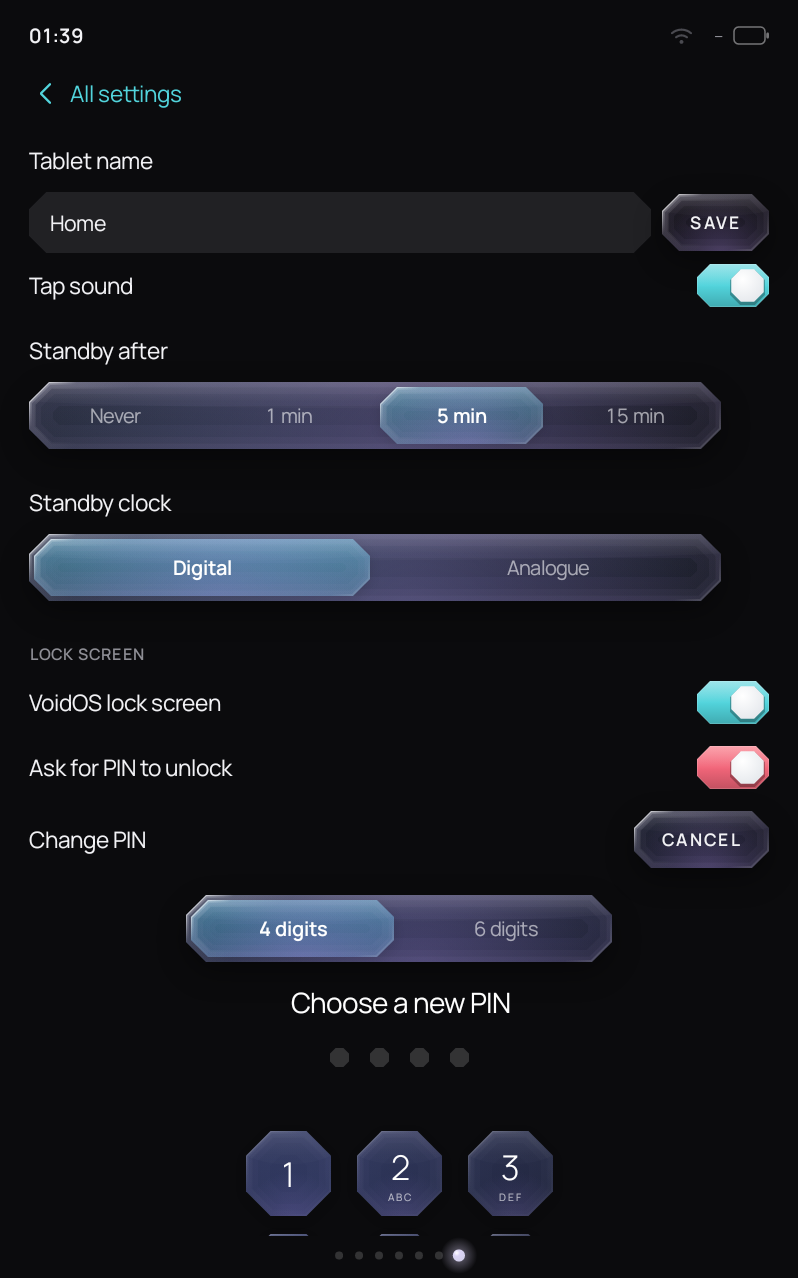 01:39
–
All settings
Tablet name
Home SAVE
Tap sound
Standby after
Never 1 min 5 min 15 min
Standby clock
Digital Analogue
LOCK SCREEN
VoidOS lock screen
Ask for PIN to unlock
Change PIN CANCEL
4 digits 6 digits
Choose a new PIN
1 2 3
ABC DEF